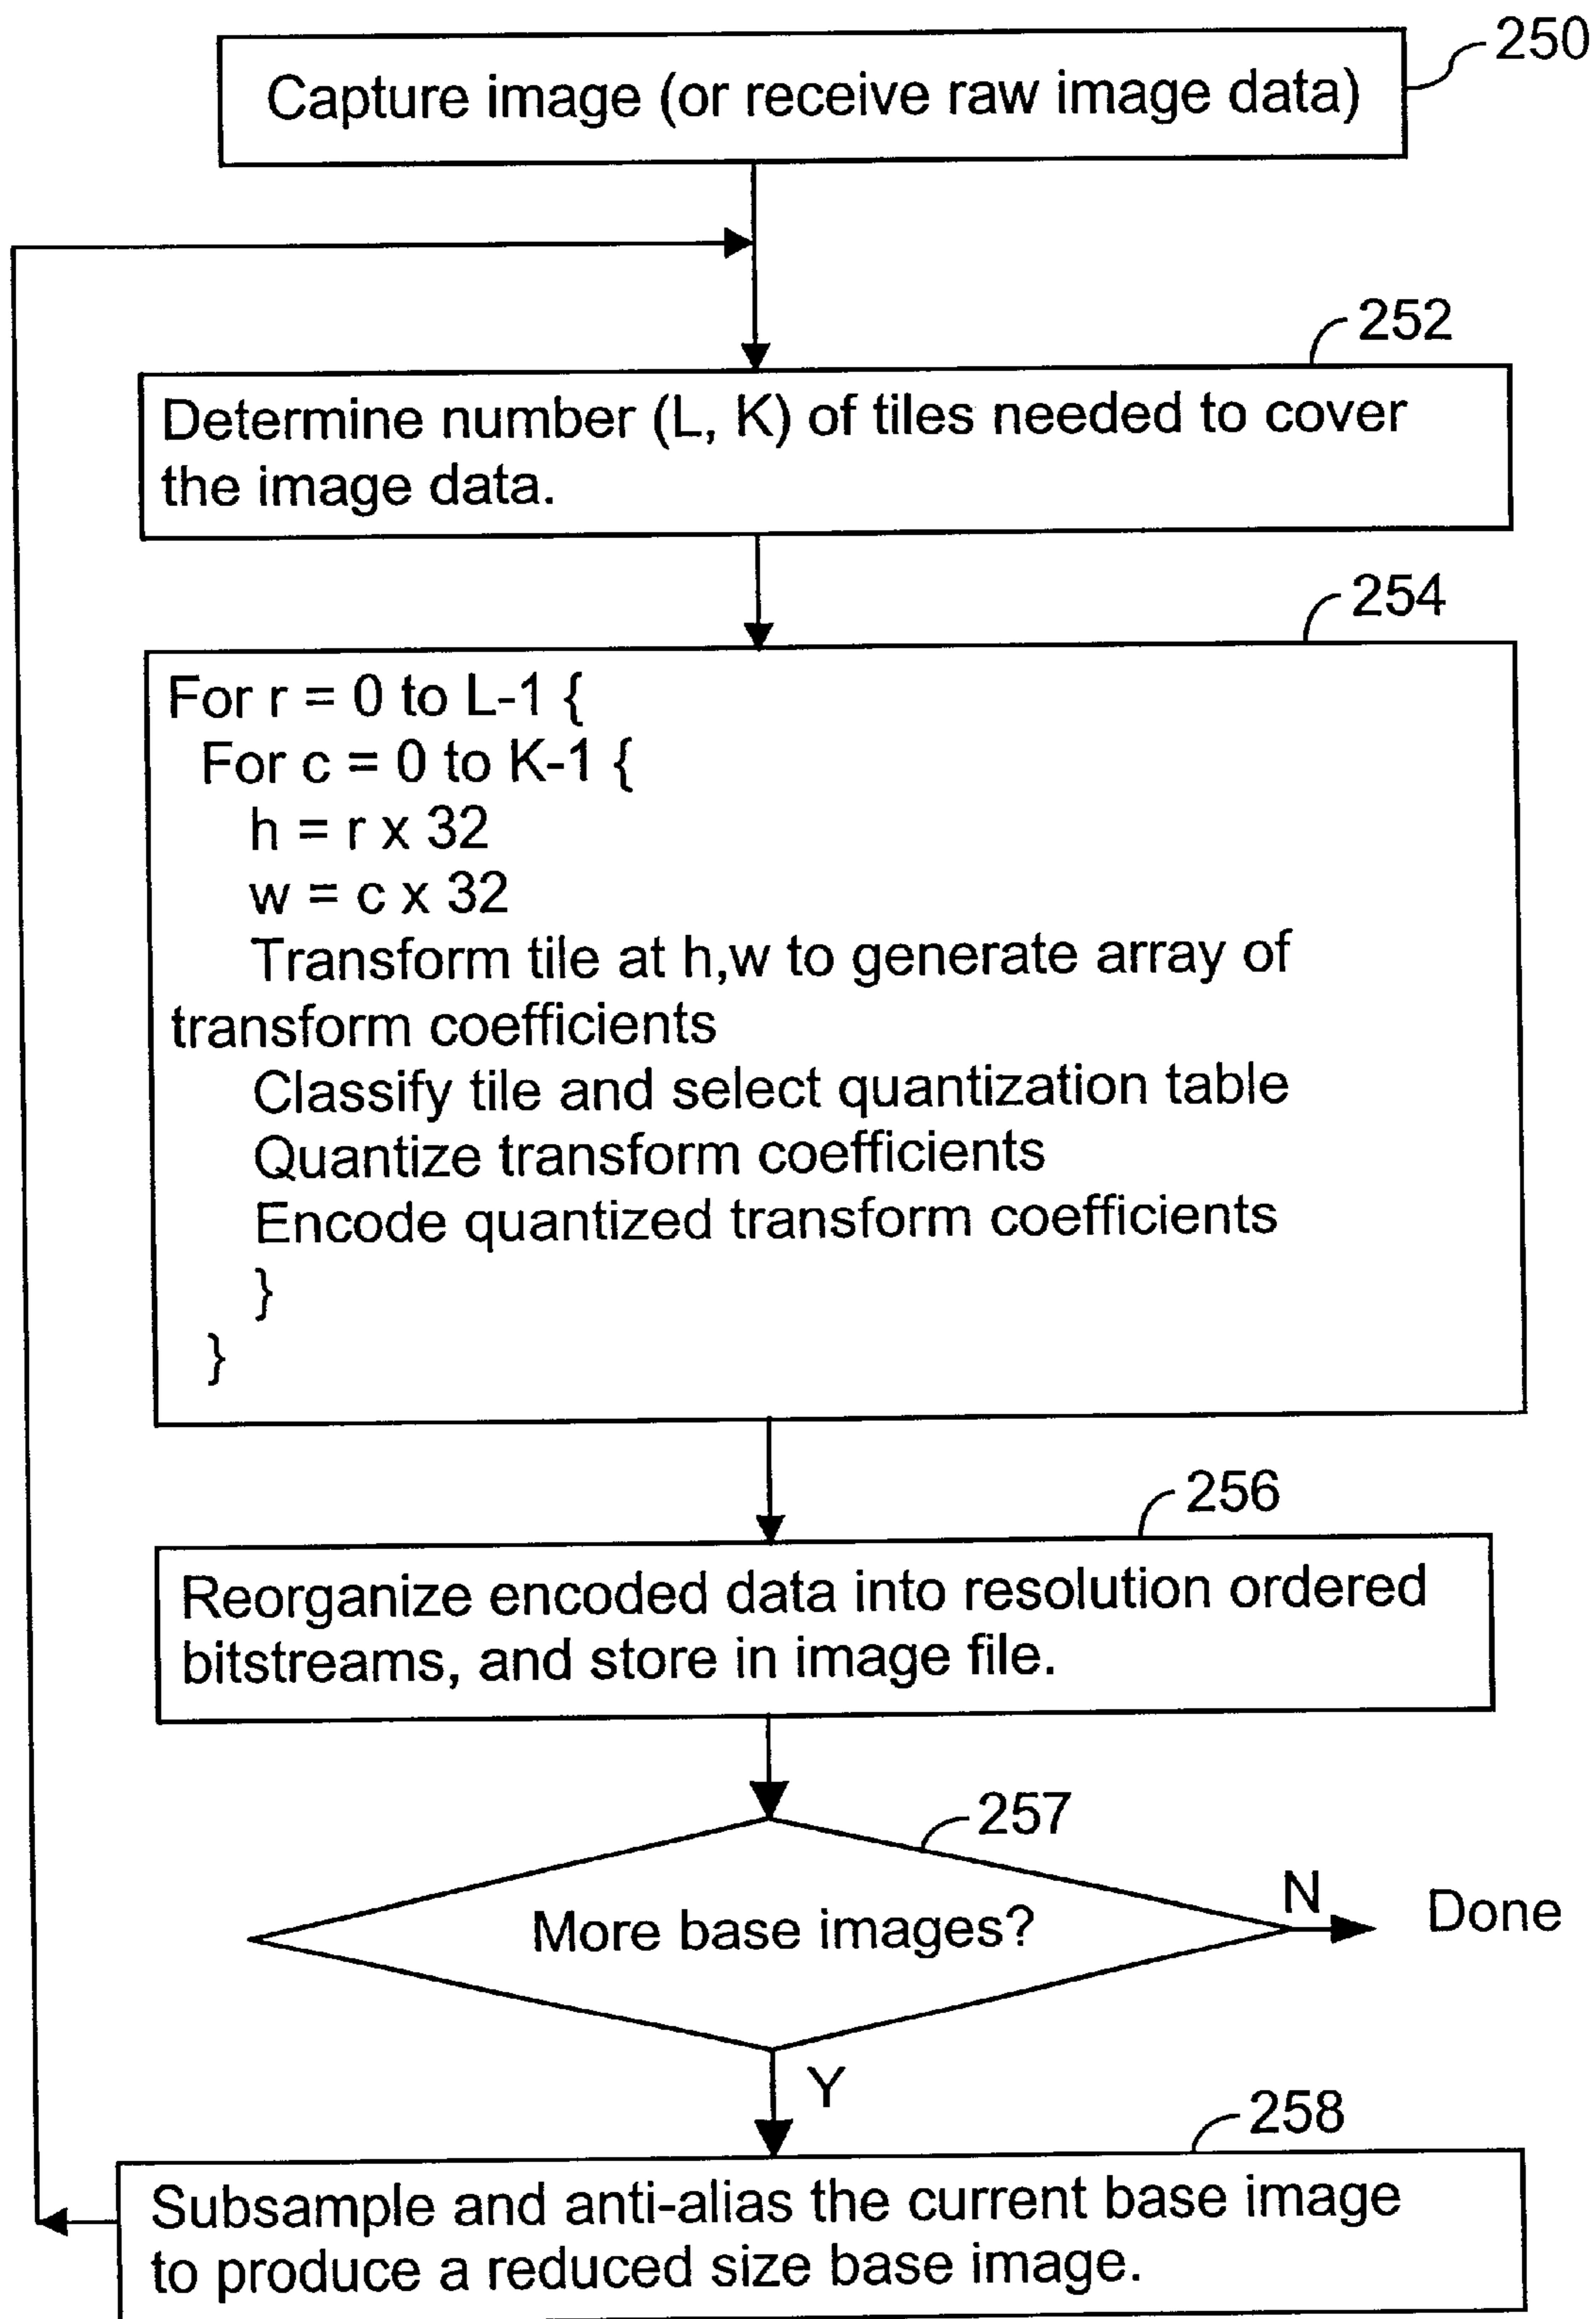 250
Capture image (or receive raw image data)
252
Determine number (L, K) of tiles needed to cover
the image data.
254
For r = 0 to L-1 {
For c = 0 to K-1 {
h = r x 32
w = c x 32
Transform tile at h,w to generate array of
transform coefficients
Classify tile and select quantization table
Quantize transform coefficients
Encode quantized transform coefficients
}
}
256
Reorganize encoded data into resolution ordered
bitstreams, and store in image file.
257
More base images?
N
Done
Y
258
Subsample and anti-alias the current base image
to produce a reduced size base image.